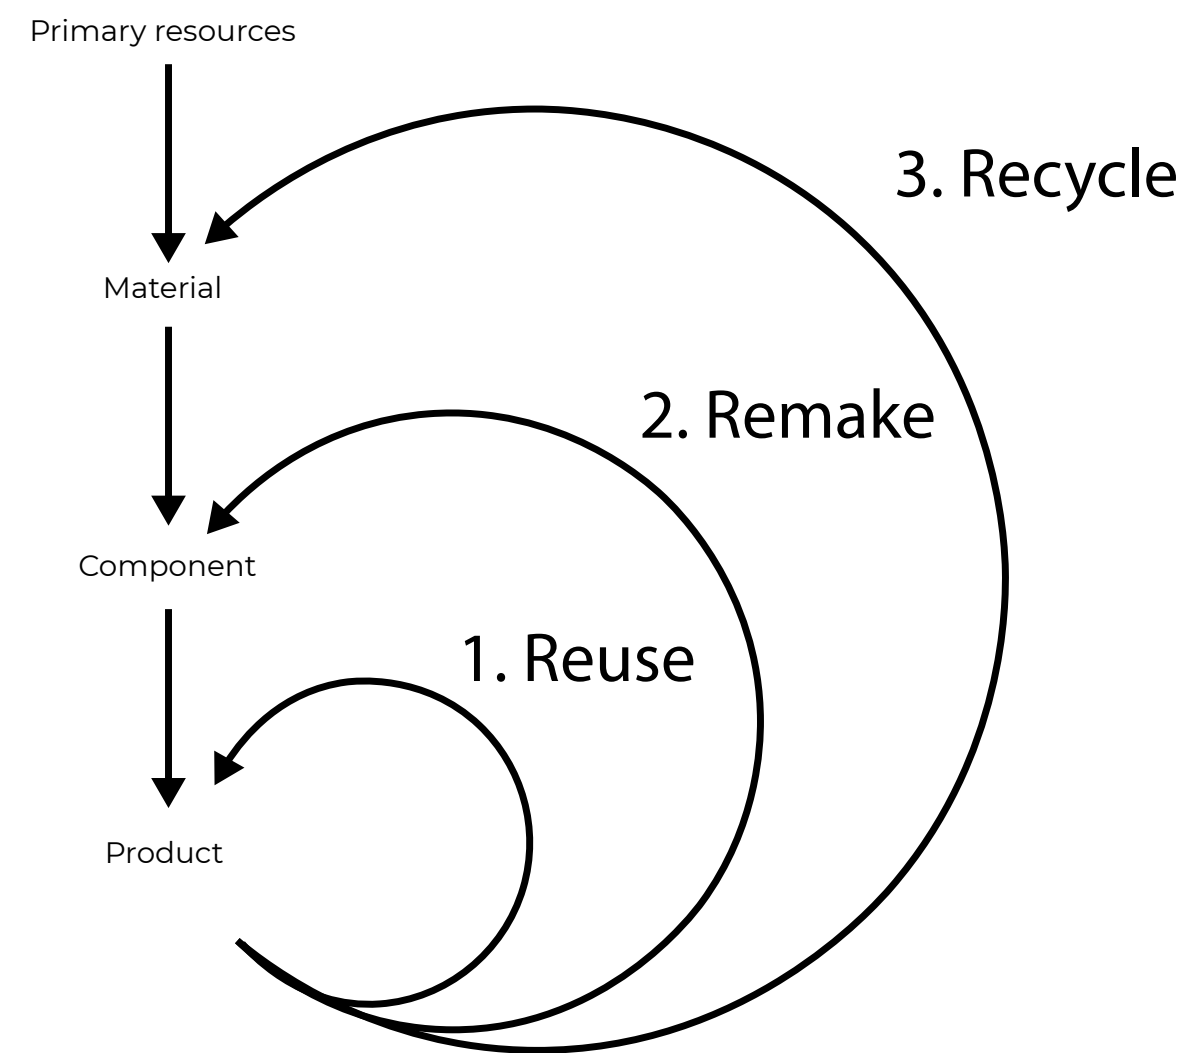 Primary resources
3. Recycle
Material
2. Remake
Component
1. Reuse
Product